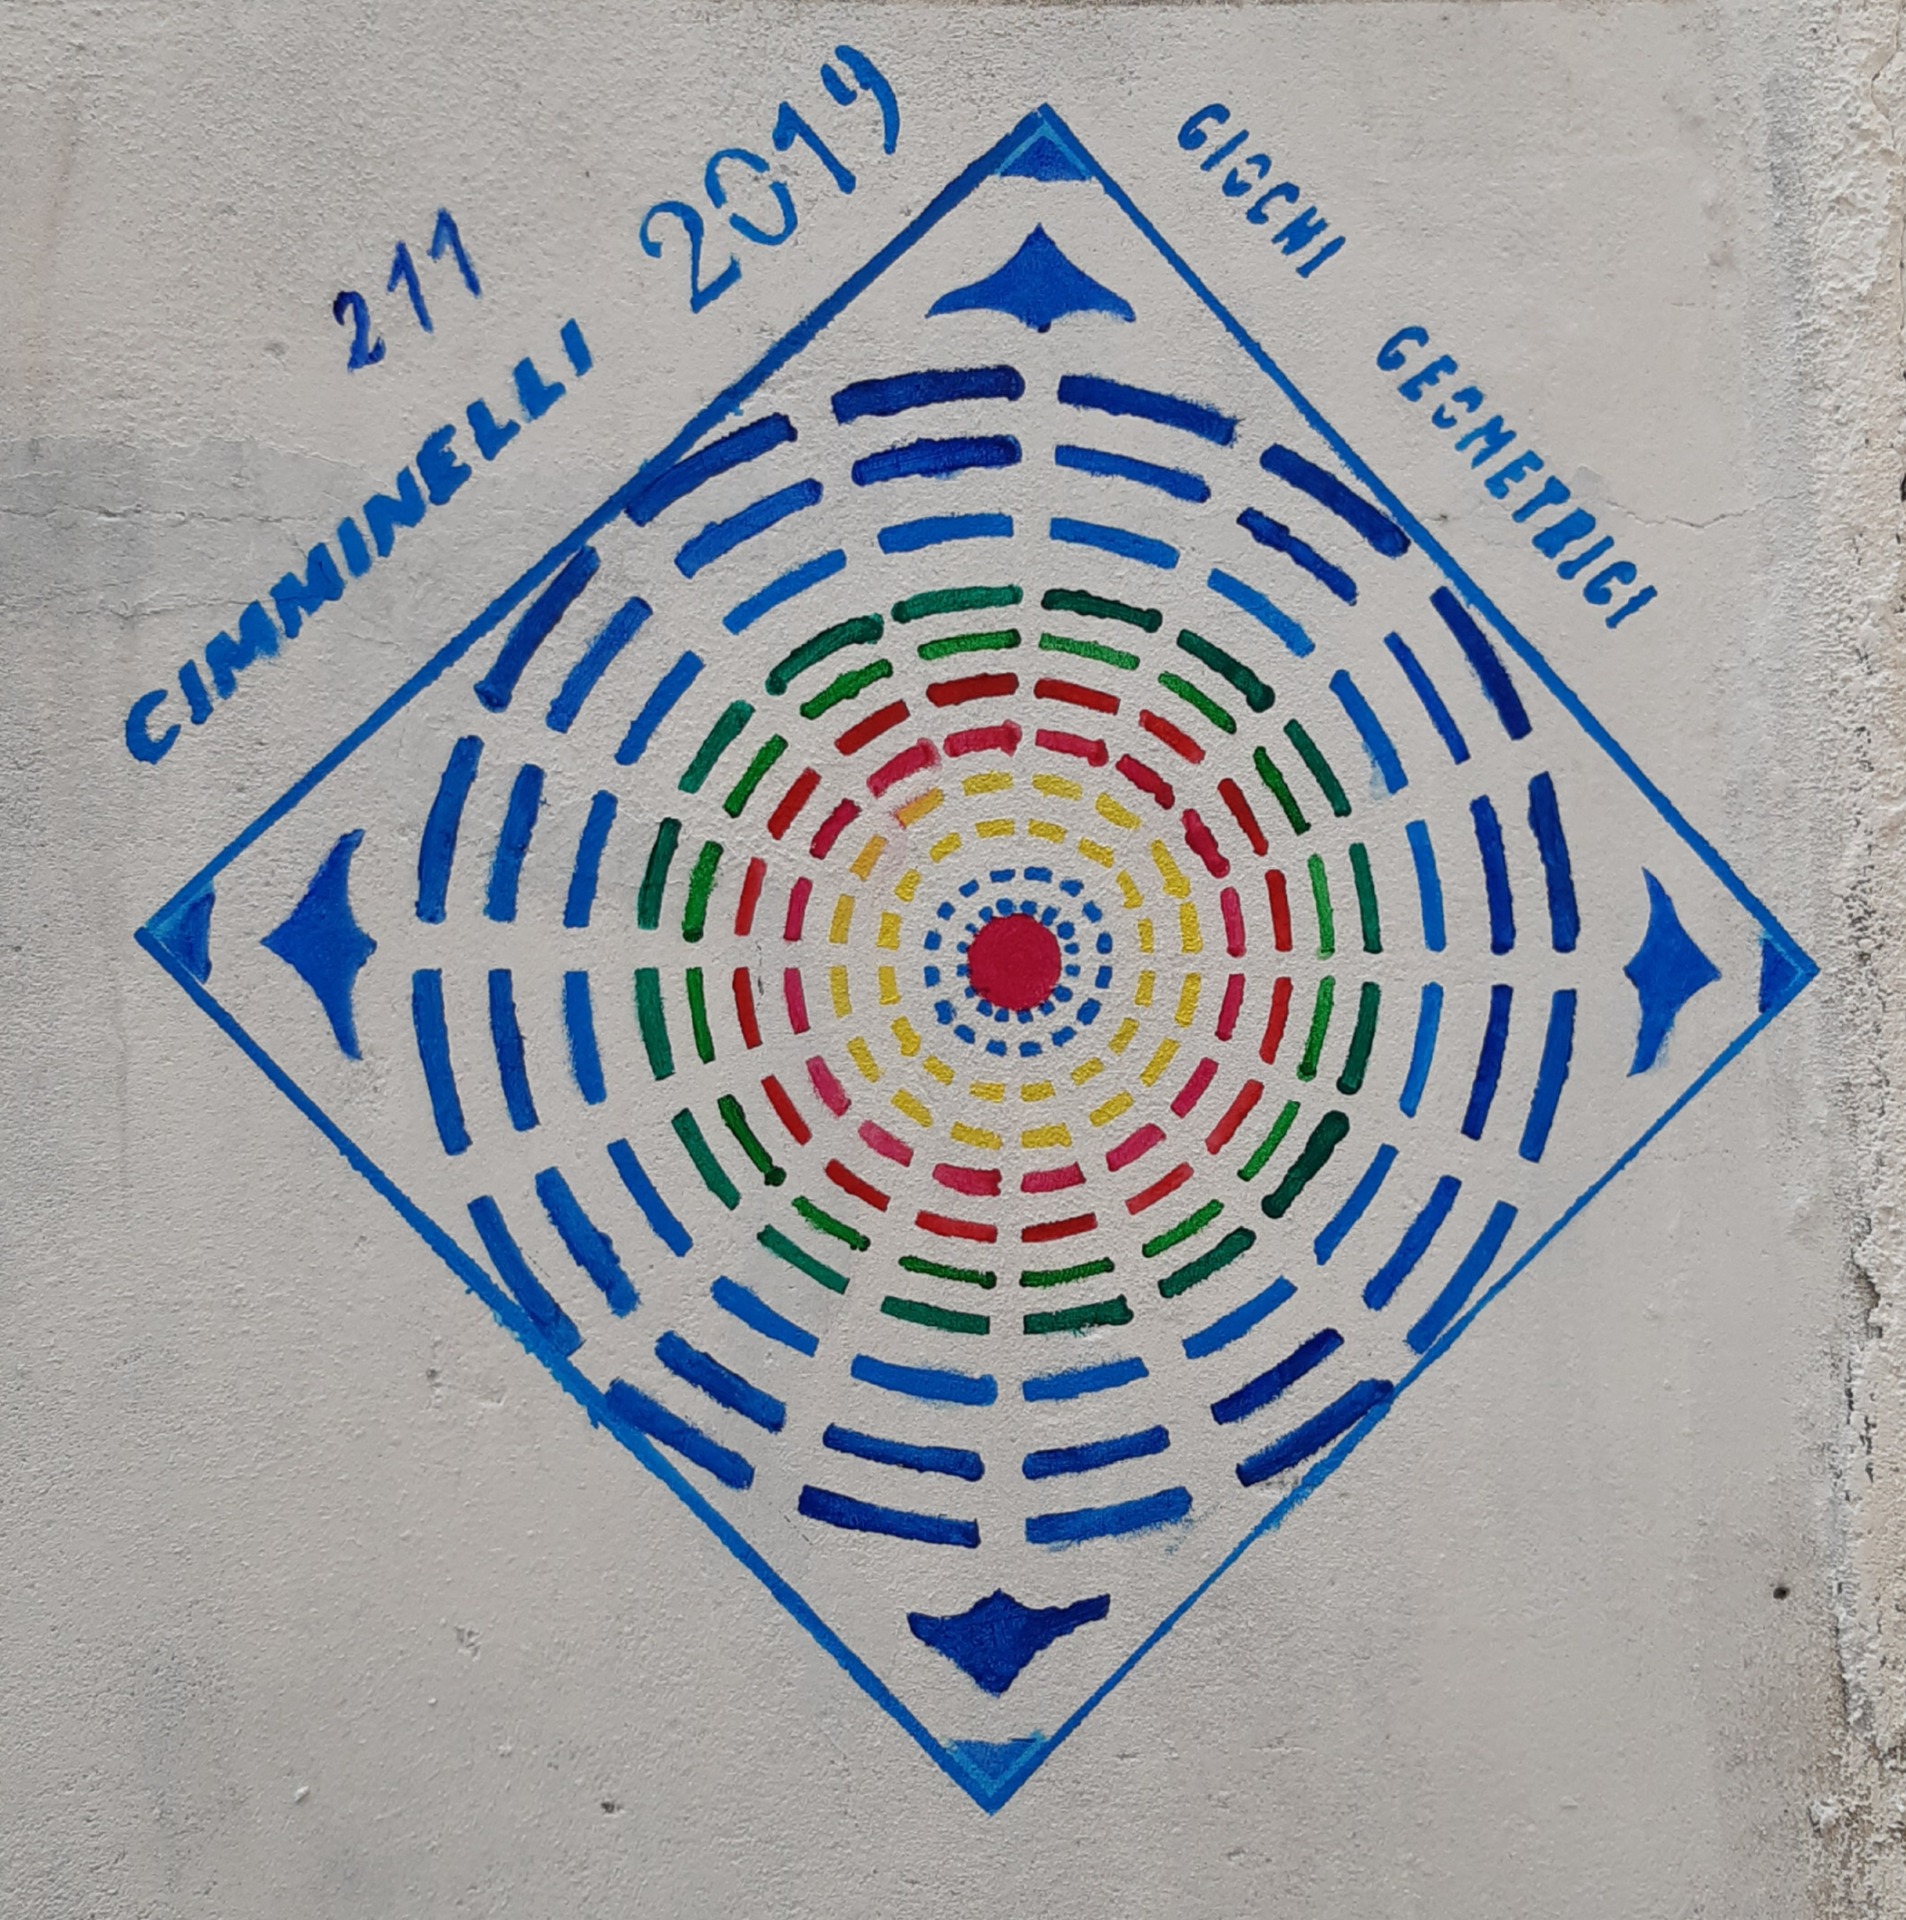 211
CIMMINELLI 2019
GIOCHI GEOMETRICI